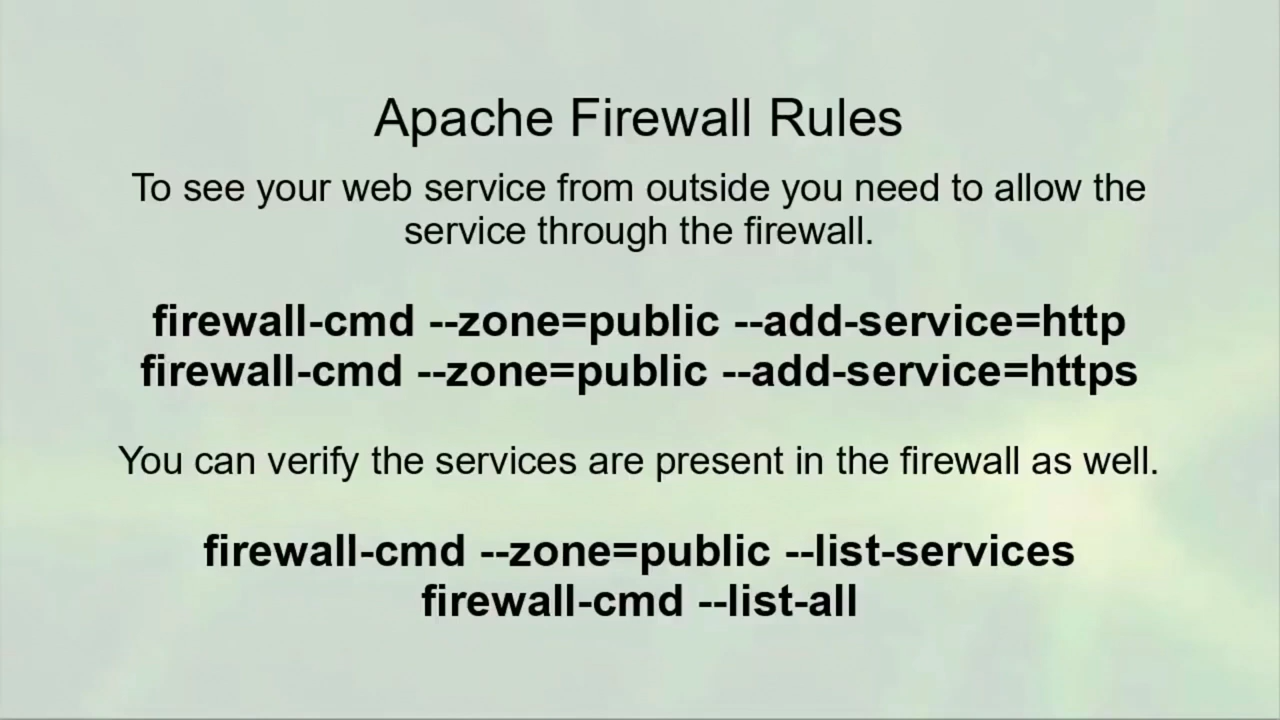 Apache Firewall Rules
To see your web service from outside you need to allow the
service through the firewall.
firewall-cmd --zone=public --add-service=http
firewall-cmd --zone=public --add-service=https
You can verify the services are present in the firewall as well.
firewall-cmd --zone=public --list-services
firewall-cmd --list-all